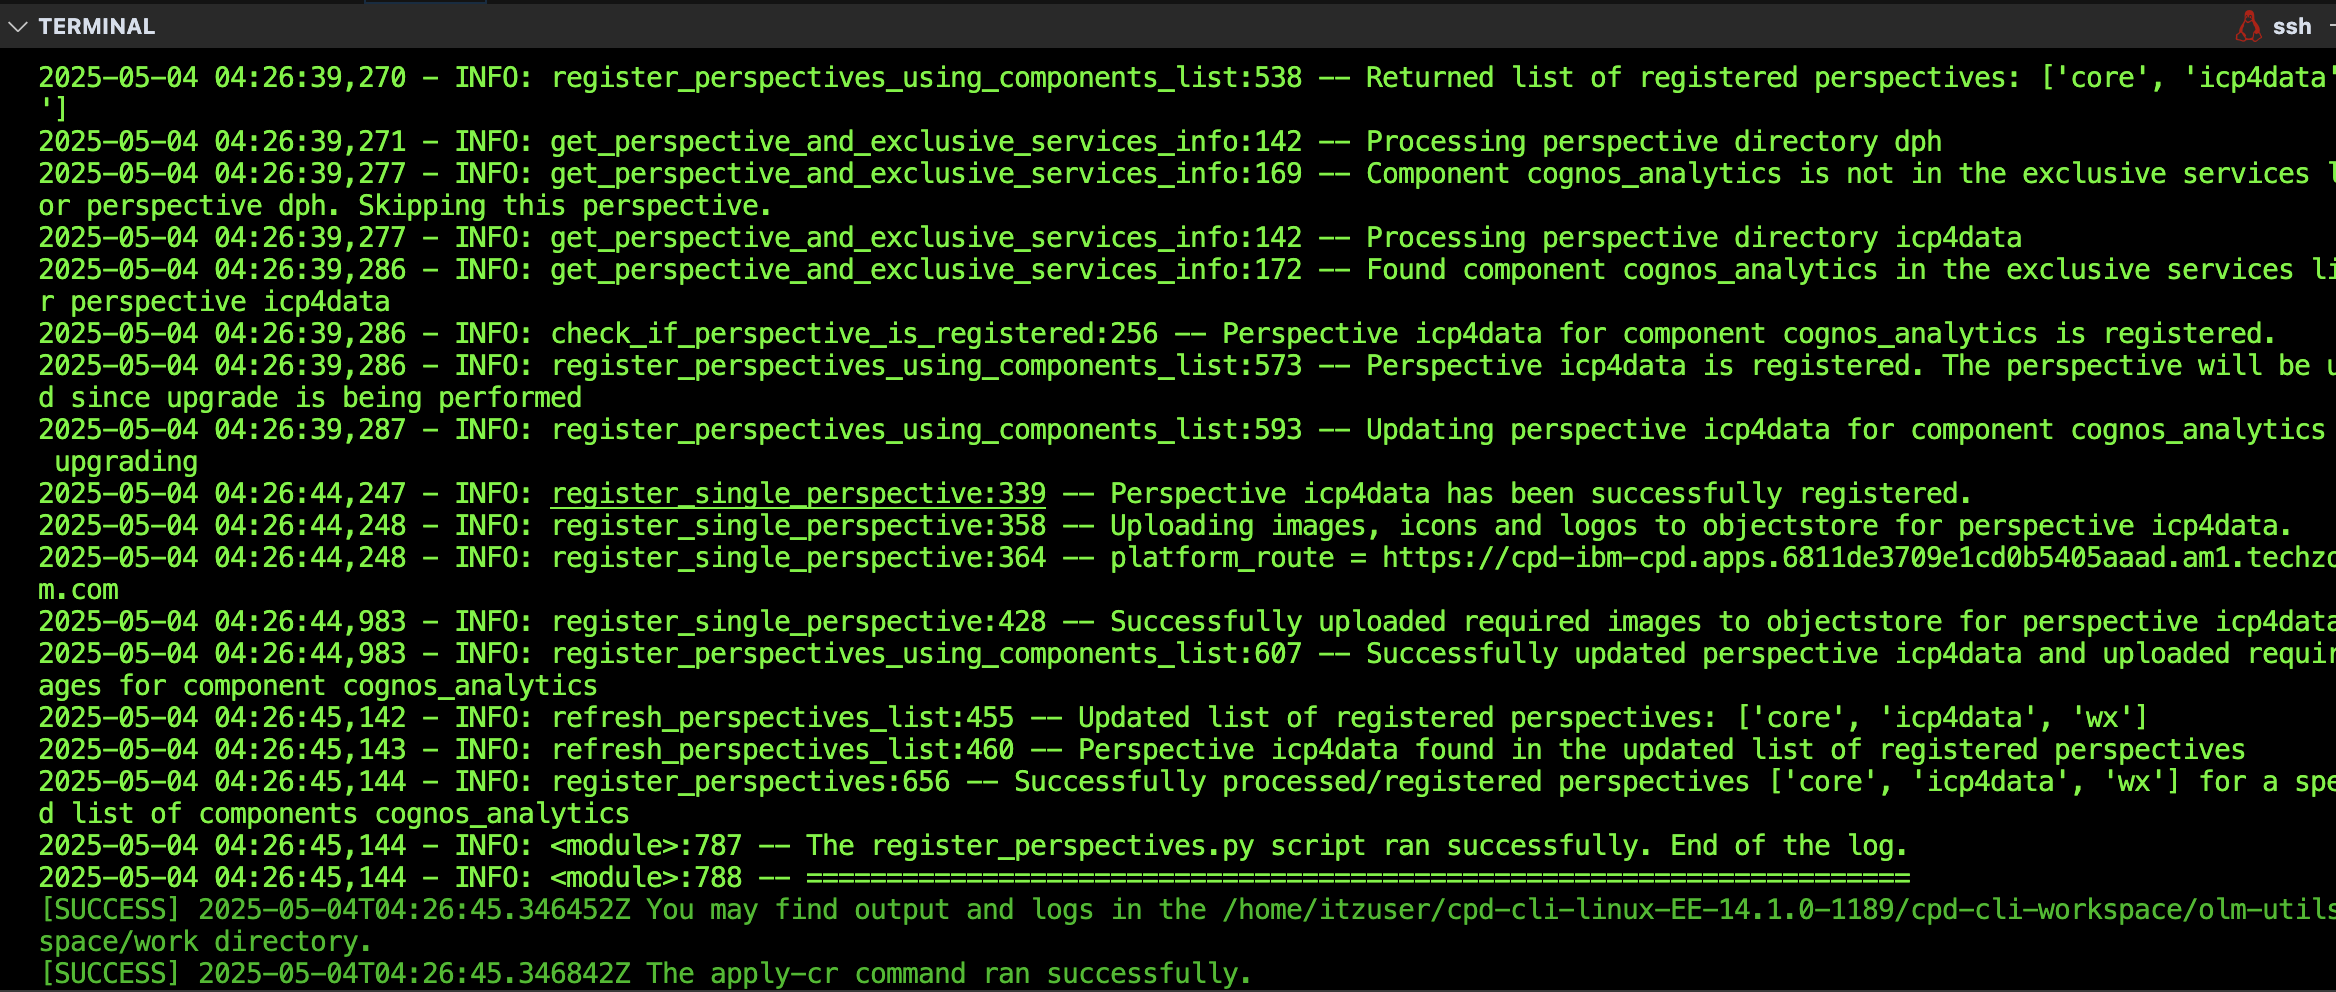 TERMINAL
ssh
2025-05-04 04:26:39,270 - INFO: register_perspectives_using_components_list:538 -- Returned list of registered perspectives: ['core', 'icp4data'
']
2025-05-04 04:26:39,271 - INFO: get_perspective_and_exclusive_services_info:142 -- Processing perspective directory dph
2025-05-04 04:26:39,277 - INFO: get_perspective_and_exclusive_services_info:169 -- Component cognos_analytics is not in the exclusive services
or perspective dph. Skipping this perspective.
2025-05-04 04:26:39,277 - INFO: get_perspective_and_exclusive_services_info:142 -- Processing perspective directory icp4data
2025-05-04 04:26:39,286 - INFO: get_perspective_and_exclusive_services_info:172 -- Found component cognos_analytics in the exclusive services li
r perspective icp4data
2025-05-04 04:26:39,286 - INFO: check_if_perspective_is_registered:256 -- Perspective icp4data for component cognos_analytics is registered.
2025-05-04 04:26:39,286 - INFO: register_perspectives_using_components_list:573 -- Perspective icp4data is registered. The perspective will be
d since upgrade is being performed
2025-05-04 04:26:39,287 - INFO: register_perspectives_using_components_list:593 -- Updating perspective icp4data for component cognos_analytics
upgrading
2025-05-04 04:26:44,247 - INFO: register_single_perspective:339 -- Perspective icp4data has been successfully registered.
2025-05-04 04:26:44,248 - INFO: register_single_perspective:358 -- Uploading images, icons and logos to objectstore for perspective icp4data.
2025-05-04 04:26:44,248 - INFO: register_single_perspective:364 -- platform_route = https://cpd-ibm-cpd.apps.6811de3709e1cd0b5405aaad.am1.techzo
m.com
2025-05-04 04:26:44,983 - INFO: register_single_perspective:428 -- Successfully uploaded required images to objectstore for perspective icp4data
2025-05-04 04:26:44,983 - INFO: register_perspectives_using_components_list:607 -- Successfully updated perspective icp4data and uploaded requir
ages for component cognos_analytics
2025-05-04 04:26:45,142 - INFO: refresh_perspectives_list:455 -- Updated list of registered perspectives: ['core', 'icp4data', 'wx']
2025-05-04 04:26:45,143 - INFO: refresh_perspectives_list:460 -- Perspective icp4data found in the updated list of registered perspectives
2025-05-04 04:26:45,144 - INFO: register_perspectives:656 -- Successfully processed/registered perspectives ['core', 'icp4data', 'wx'] for a spe
d list of components cognos_analytics
2025-05-04 04:26:45,144 - INFO: <module>:787 -- The register_perspectives.py script ran successfully. End of the log.
2025-05-04 04:26:45,144 - INFO: <module>:788 -- =====================================================================
[SUCCESS] 2025-05-04T04:26:45.346452Z You may find output and logs in the /home/itzuser/cpd-cli-linux-EE-14.1.0-1189/cpd-cli-workspace/olm-utils
space/work directory.
[SUCCESS] 2025-05-04T04:26:45.346842Z The apply-cr command ran successfully.